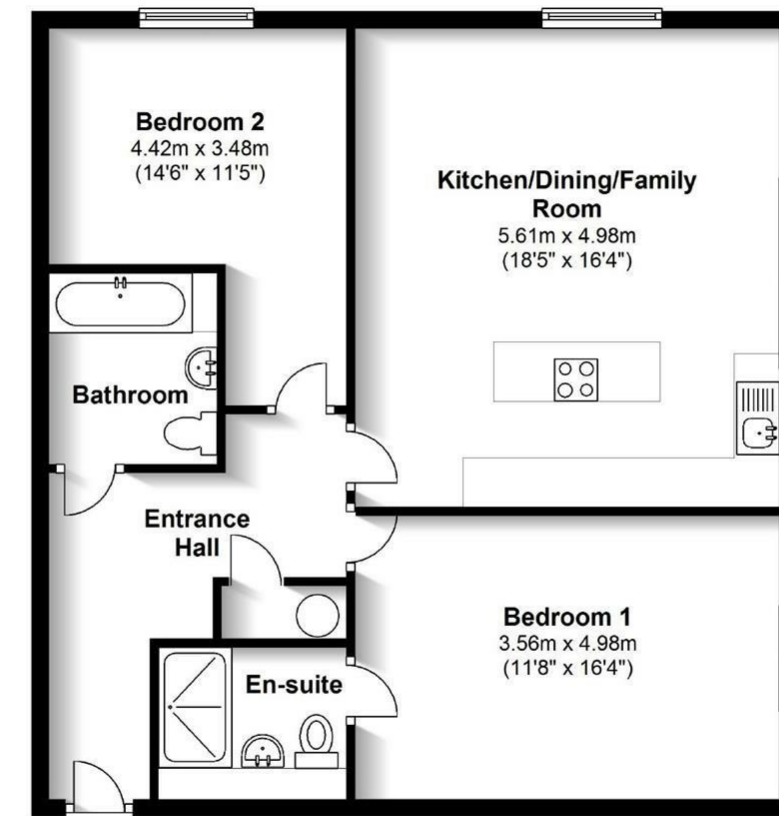 Bedroom 2
4.42m x 3.48m
(14'6" x 11'5")
Kitchen/Dining/Family
Room
5.61m x 4.98m
(18'5" x 16'4")
Bathroom
Entrance
Hall
Bedroom 1
3.56m x 4.98m
(11'8" x 16'4")
En-suite